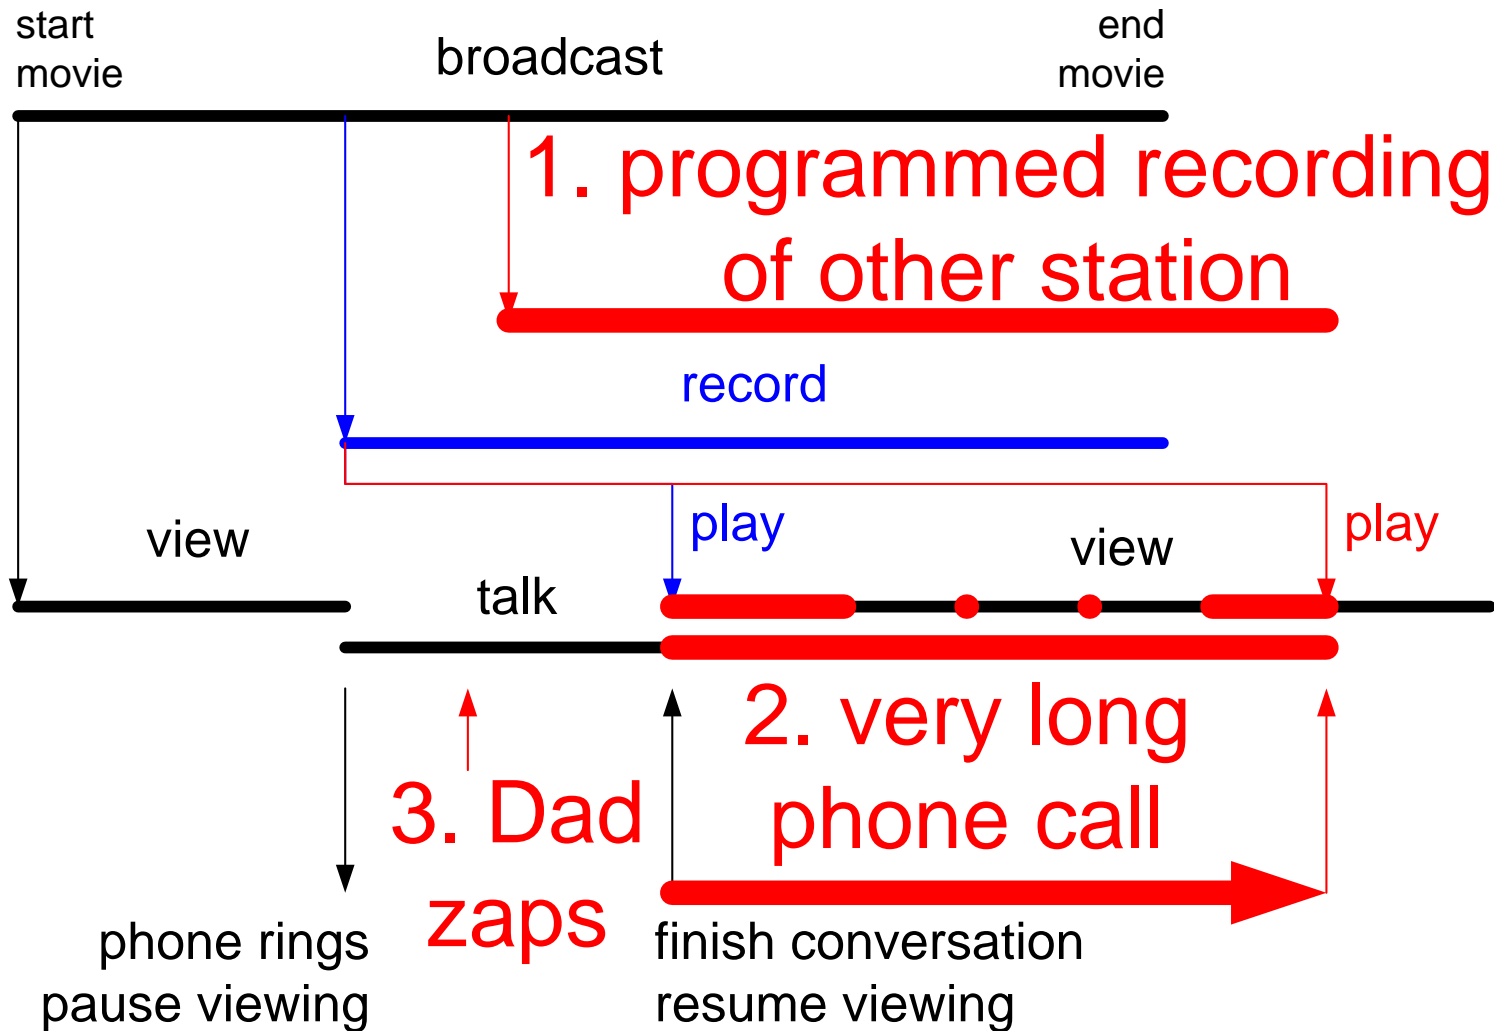 start
movie
broadcast
end
movie
1. programmed recording
of other station
record
play
play
view
view
talk
2. very long
phone call
3. Dad
zaps
phone rings
pause viewing
finish conversation
resume viewing